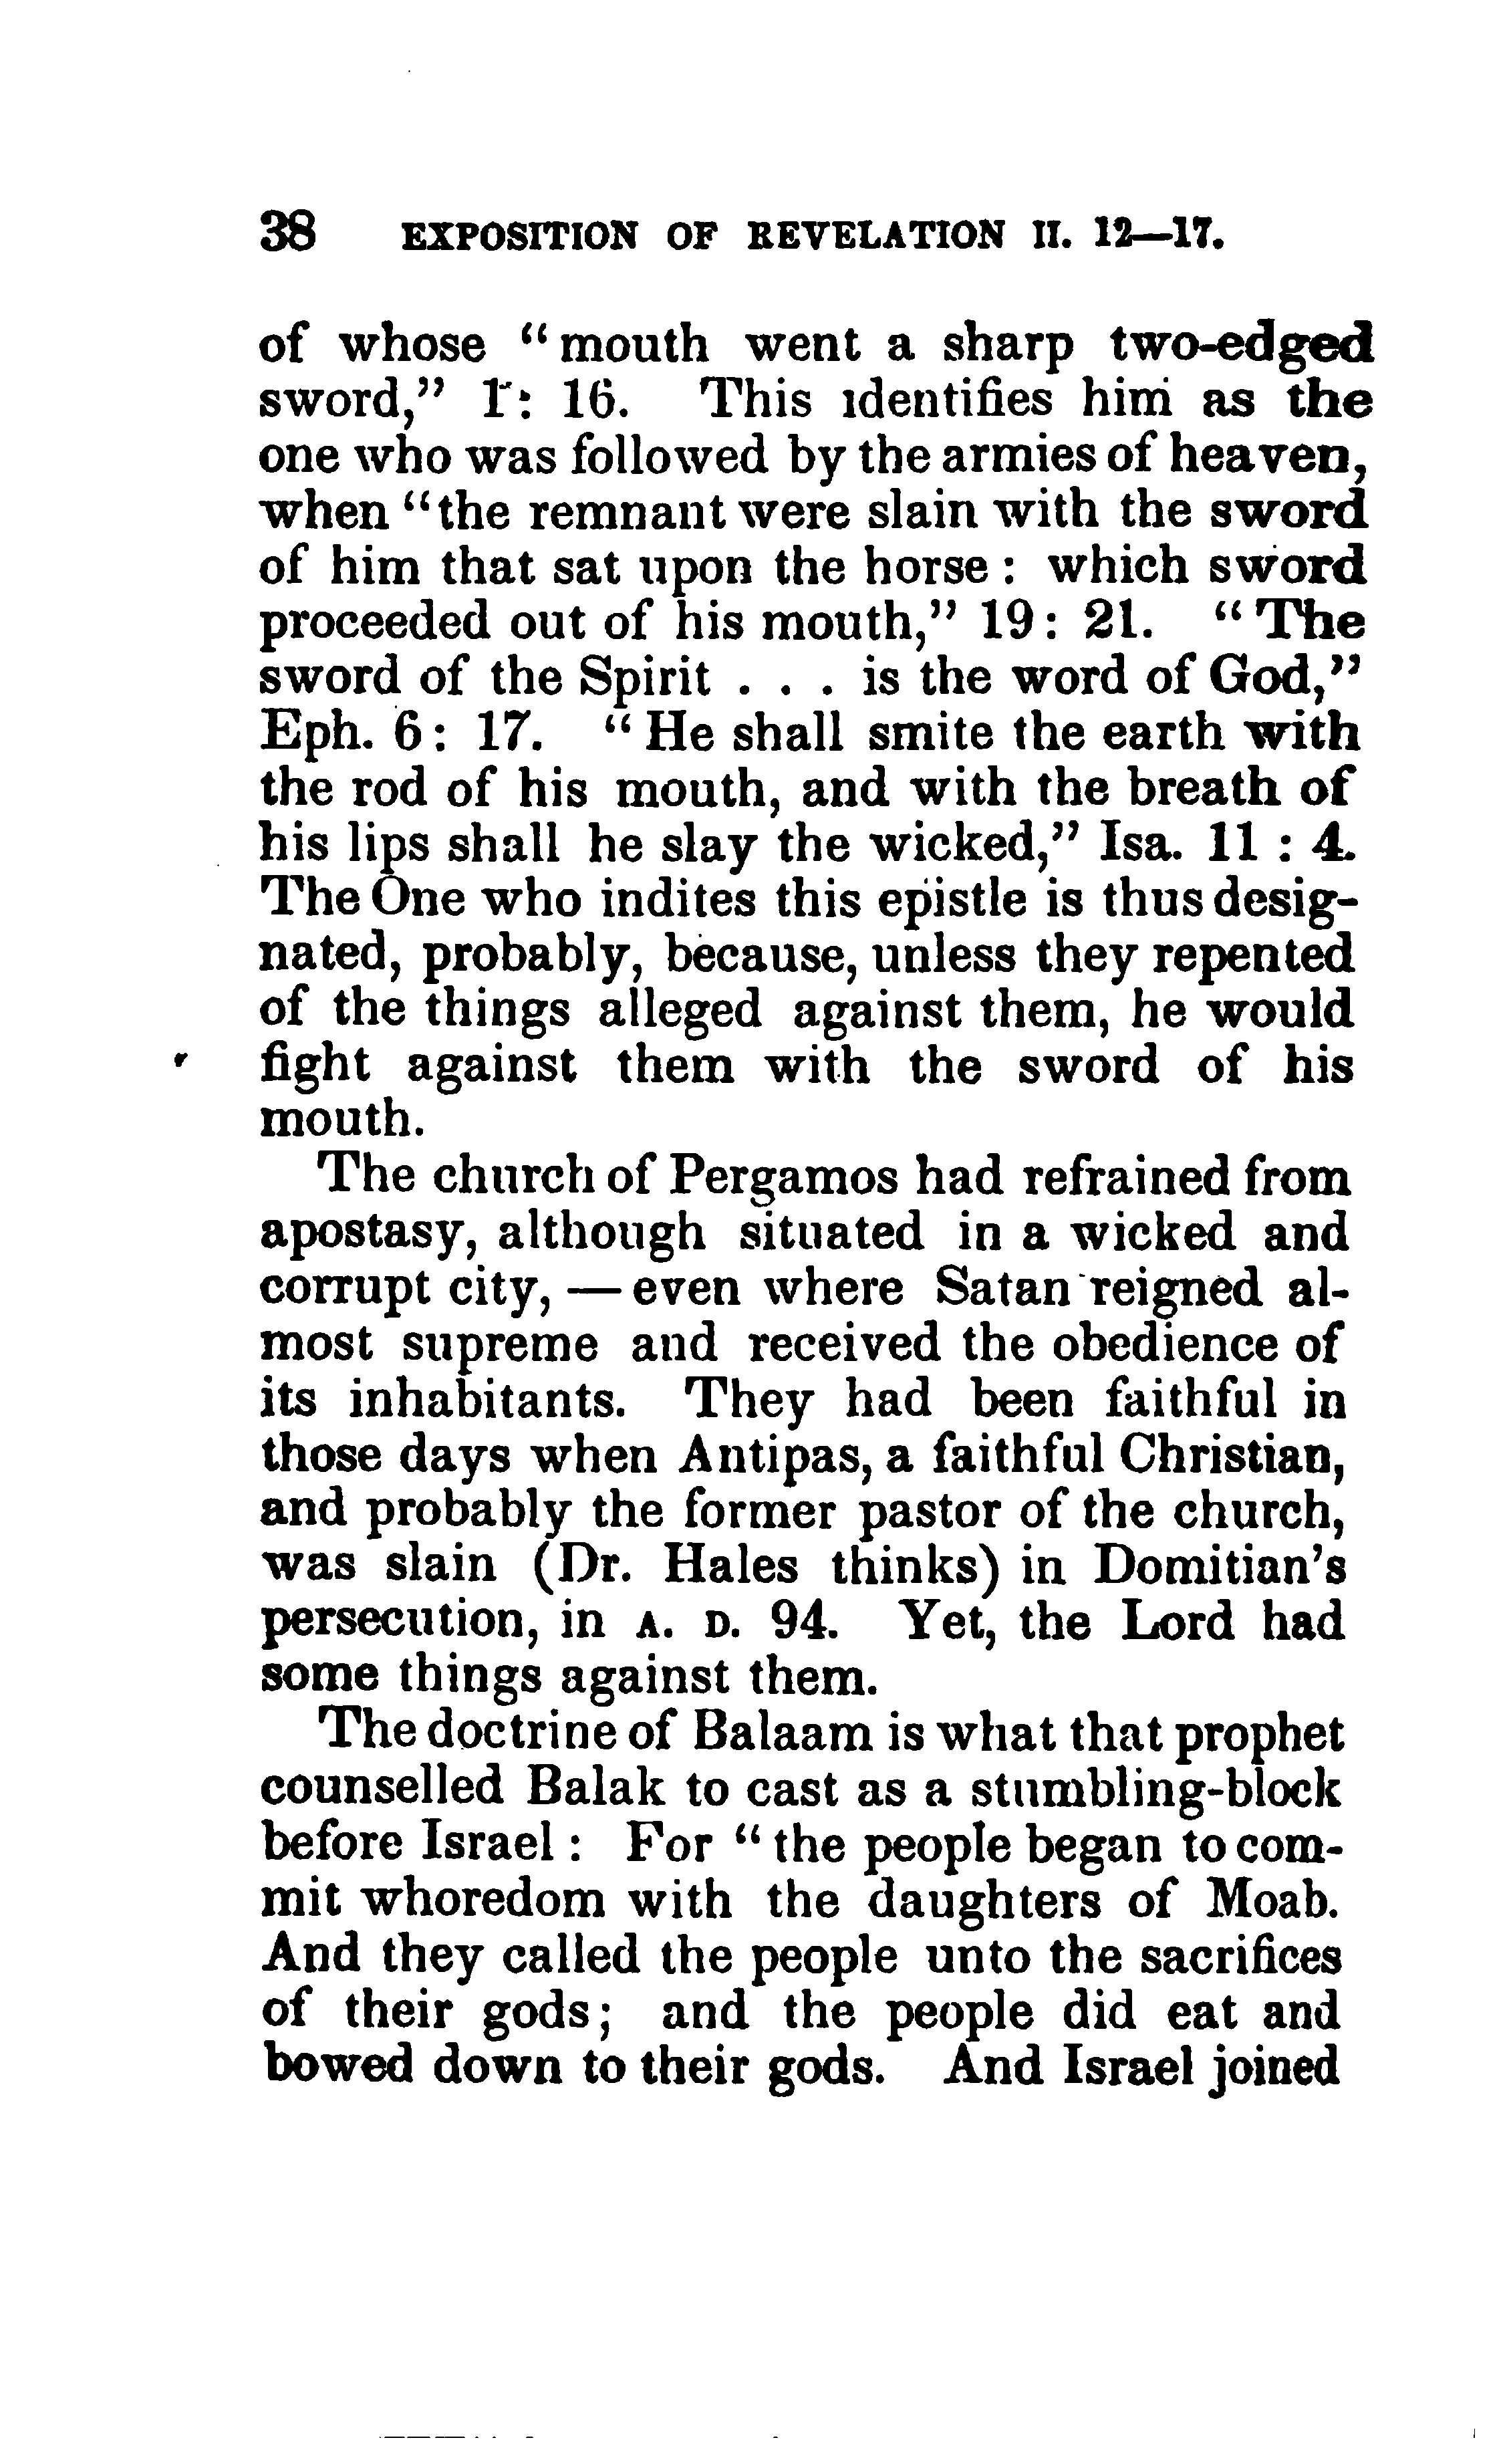 38 EXPOSITION OF REVELATION II. 12—17.
of whose "mouth went a sharp two-edged
sword," 1: 16. This identifies him as the
one who was followed by the armies of heaven,
when "the remnant were slain with the sword
of him that sat upon the horse: which sword
proceeded out of his mouth," 19: 21. "The
sword of the Spirit . . . is the word of God,"
Eph. 6: 17. "He shall smite the earth with
the rod of his mouth, and with the breath of
his lips shall he slay the wicked," Isa. 11 : 4.
The One who indites this epistle is thus desig-
nated, probably, because, unless they repented
of the things alleged against them, he would
fight against them with the sword of his
mouth.
The church of Pergamos had refrained from
apostasy, although situated in a wicked and
corrupt city, — even where Satan reigned al-
most supreme and received the obedience of
its inhabitants. They had been faithful in
those days when Antipas, a faithful Christian,
and probably the former pastor of the church,
was slain (Dr. Hales thinks) in Domitian's
persecution, in A. D. 94. Yet, the Lord had
some things against them.
The doctrine of Balaam is what that prophet
counselled Balak to cast as a stumbling-block
before Israel: For "the people began to com-
mit whoredom with the daughters of Moab.
And they called the people unto the sacrifices
of their gods; and the people did eat and
bowed down to their gods. And Israel joined